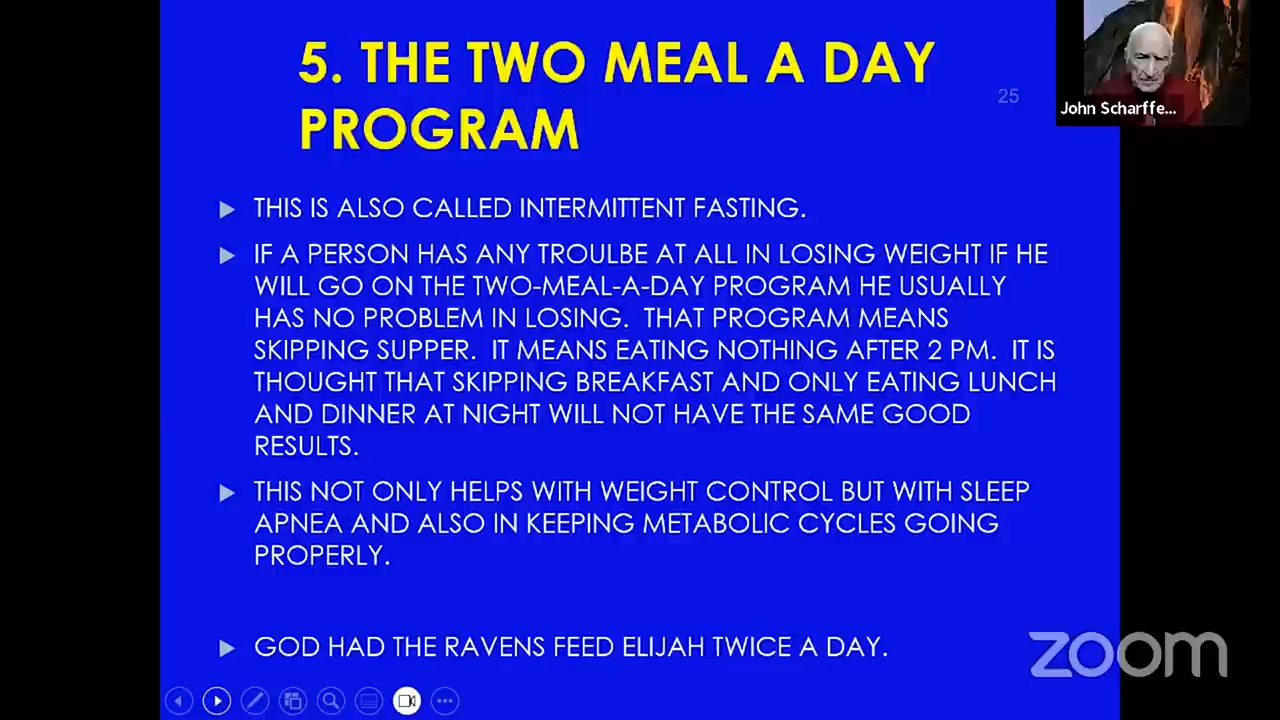 5. THE TWO MEAL A DAY
PROGRAM
25
John Scharffe...
THIS IS ALSO CALLED INTERMITTENT FASTING.
IF A PERSON HAS ANY TROULBE AT ALL IN LOSING WEIGHT IF HE
WILL GO ON THE TWO-MEAL-A-DAY PROGRAM HE USUALLY
HAS NO PROBLEM IN LOSING. THAT PROGRAM MEANS
SKIPPING SUPPER. IT MEANS EATING NOTHING AFTER 2 PM. IT IS
THOUGHT THAT SKIPPING BREAKFAST AND ONLY EATING LUNCH
AND DINNER AT NIGHT WILL NOT HAVE THE SAME GOOD
RESULTS.
THIS NOT ONLY HELPS WITH WEIGHT CONTROL BUT WITH SLEEP
APNEA AND ALSO IN KEEPING METABOLIC CYCLES GOING
PROPERLY.
GOD HAD THE RAVENS FEED ELIJAH TWICE A DAY.
zoom